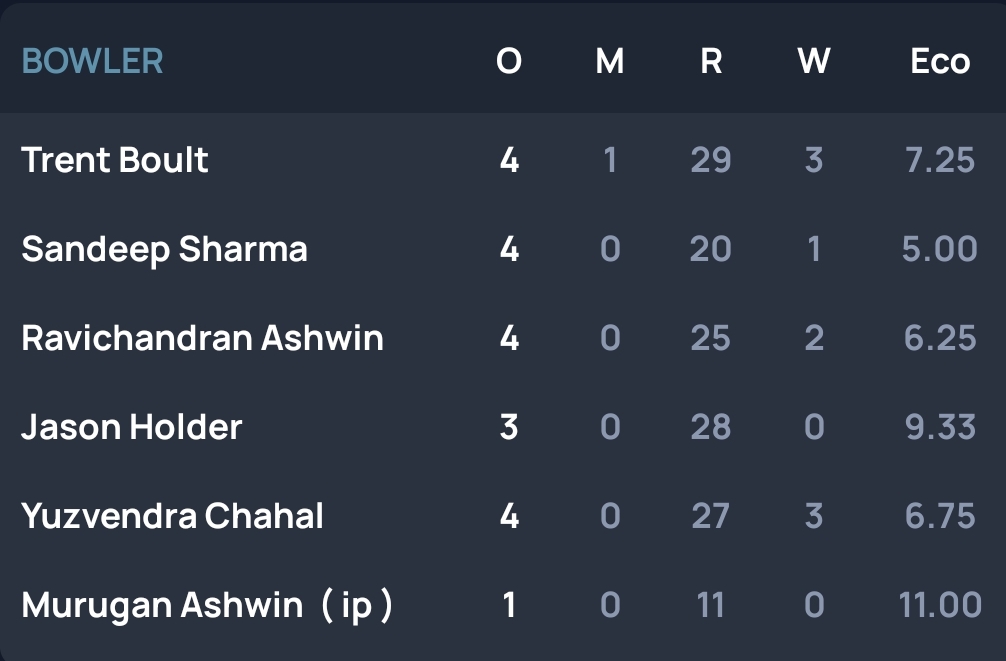 BOWLER O M R W Eco
Trent Boult 4 1 29 3 7.25
Sandeep Sharma 4 0 20 1 5.00
Ravichandran Ashwin 4 0 25 2 6.25
Jason Holder 3 0 28 0 9.33
Yuzvendra Chahal 4 0 27 3 6.75
Murugan Ashwin ( ip ) 1 0 11 0 11.00